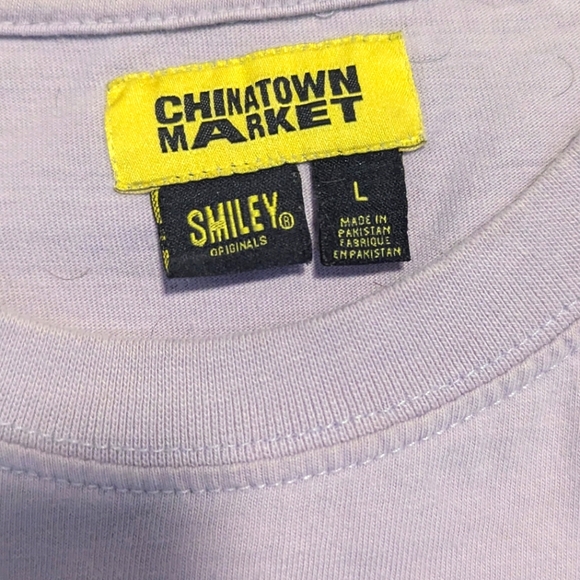 CHINATOWN
MARKET
SMILEY®
ORIGINALS
L
MADE IN
PAKISTAN
FABRIQUE
EN PAKISTAN